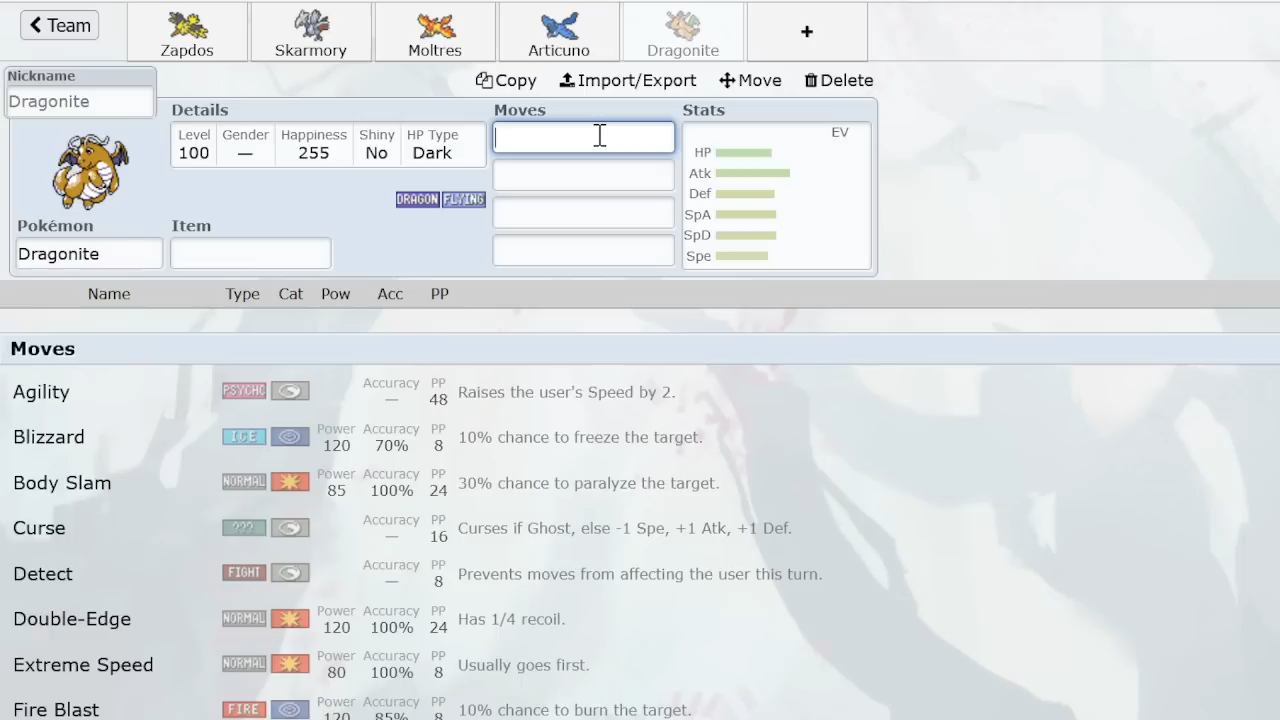 Team
Zapdos
Skarmory
Moltres
Articuno
Dragonite
+
Nickname
Dragonite
Copy
Import/Export
Move
Delete
Details
Level
100
Gender
—
Happiness
255
Shiny
No
HP Type
Dark
DRAGON FLYING
Pokémon
Dragonite
Item
Moves
Stats
EV
HP
Atk
Def
SpA
SpD
Spe
Name Type Cat Pow Acc PP
Moves
Agility PSYCHC Accuracy — PP 48 Raises the user's Speed by 2.
Blizzard ICE Power 120 Accuracy 70% PP 8 10% chance to freeze the target.
Body Slam NORMAL Power 85 Accuracy 100% PP 24 30% chance to paralyze the target.
Curse ??? Accuracy — PP 16 Curses if Ghost, else -1 Spe, +1 Atk, +1 Def.
Detect FIGHT Accuracy — PP 8 Prevents moves from affecting the user this turn.
Double-Edge NORMAL Power 120 Accuracy 100% PP 24 Has 1/4 recoil.
Extreme Speed NORMAL Power 80 Accuracy 100% PP 8 Usually goes first.
Fire Blast FIRE Power 120 Accuracy 85% PP 8 10% chance to burn the target.